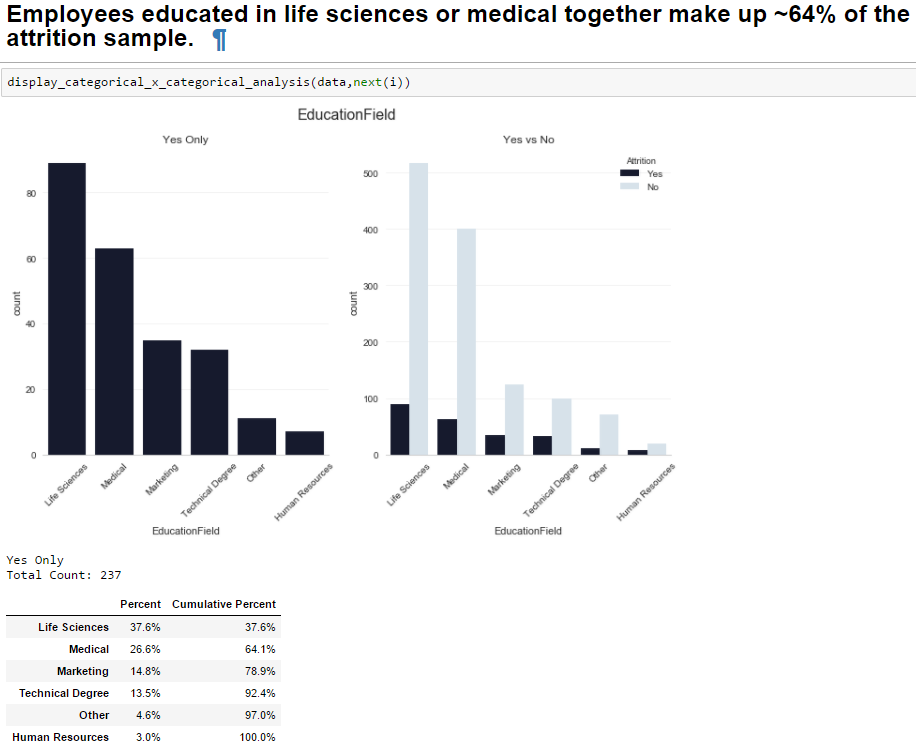 Employees educated in life sciences or medical together make up ~64% of the
attrition sample. ¶
display_categorical_x_categorical_analysis(data,next(i))
EducationField
Yes Only
80
60
40
20
0
count
Life Sciences
Medical
Marketing
Technical Degree
Other
Human Resources
EducationField
Yes vs No
Attrition
Yes
No
500
400
300
200
100
0
count
Life Sciences
Medical
Marketing
Technical Degree
Other
Human Resources
EducationField
Yes Only
Total Count: 237
Percent Cumulative Percent
Life Sciences 37.6% 37.6%
Medical 26.6% 64.1%
Marketing 14.8% 78.9%
Technical Degree 13.5% 92.4%
Other 4.6% 97.0%
Human Resources 3.0% 100.0%